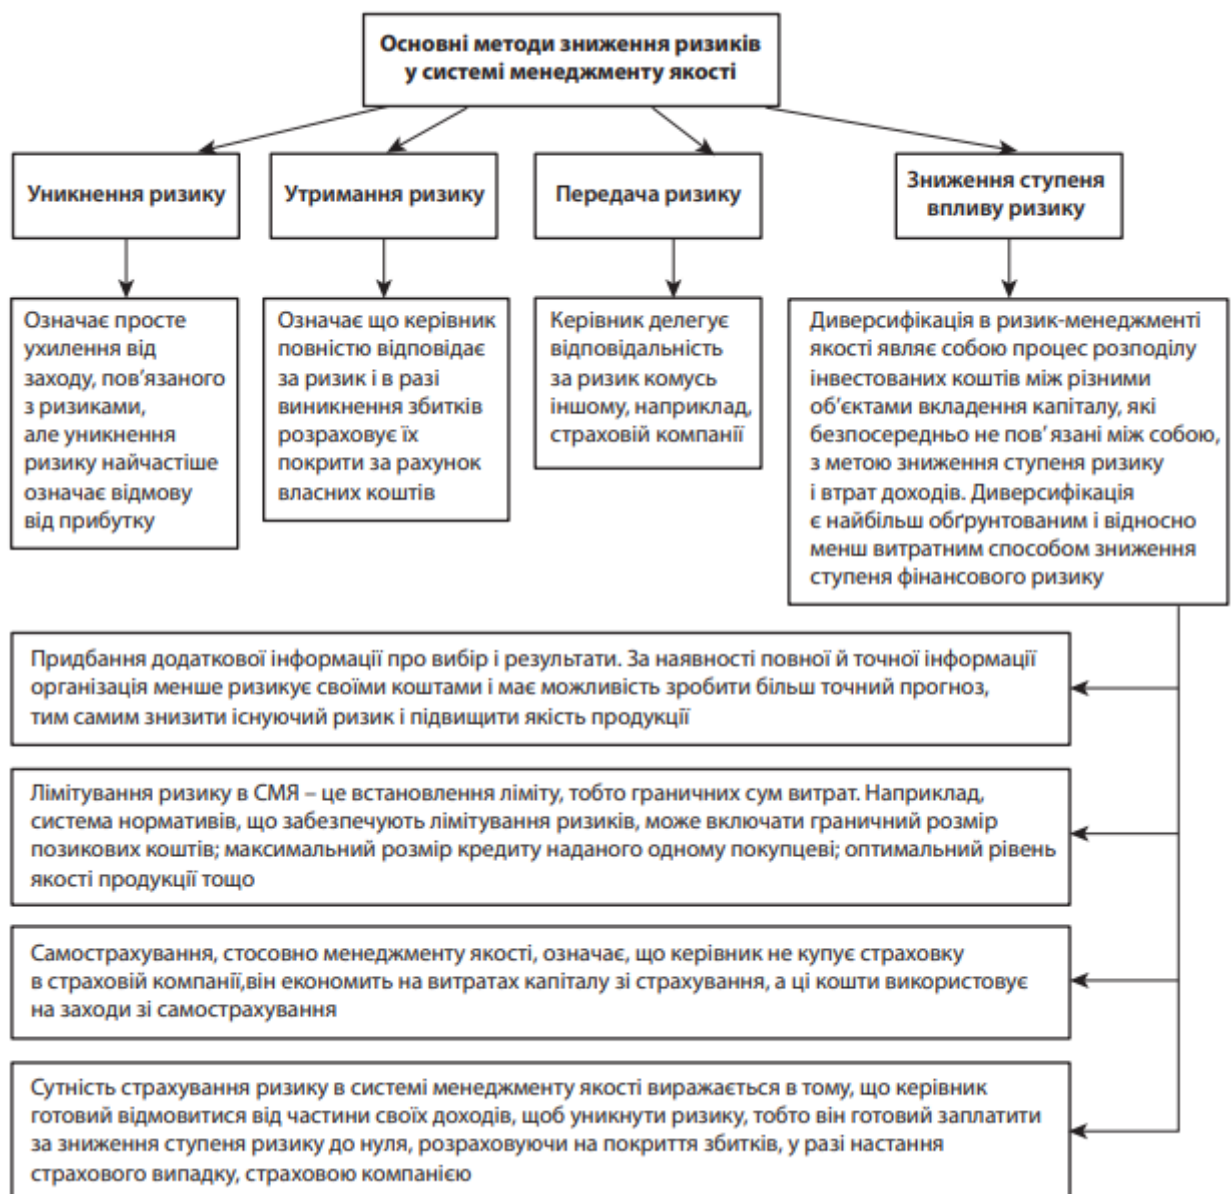 Основні методи зниження ризиків
у системі менеджменту якості
Уникнення ризику
Утримання ризику
Передача ризику
Зниження ступеня
впливу ризику
Означає просте
ухилення від
заходу, пов’язаного
з ризиками,
але уникнення
ризику найчастіше
означає відмову
від прибутку
Означає що керівник
повністю відповідає
за ризик і в разі
виникнення збитків
розраховує їх
покрити за рахунок
власних коштів
Керівник делегує
відповідальність
за ризик комусь
іншому, наприклад,
страховій компанії
Диверсифікація в ризик-менеджменті
якості являє собою процес розподілу
інвестованих коштів між різними
об’єктами вкладення капіталу, які
безпосередньо не пов’ язані між собою,
з метою зниження ступеня ризику
і втрат доходів. Диверсифікація
є найбільш обґрунтованим і відносно
менш витратним способом зниження
ступеня фінансового ризику
Придбання додаткової інформації про вибір і результати. За наявності повної й точної інформації
організація менше ризикує своїми коштами і має можливість зробити більш точний прогноз,
тим самим знизити існуючий ризик і підвищити якість продукції
Лімітування ризику в СМЯ – це встановлення ліміту, тобто граничних сум витрат. Наприклад,
система нормативів, що забезпечують лімітування ризиків, може включати граничний розмір
позикових коштів; максимальний розмір кредиту наданого одному покупцеві; оптимальний рівень
якості продукції тощо
Самострахування, стосовно менеджменту якості, означає, що керівник не купує страховку
в страховій компанії,він економить на витратах капіталу зі страхування, а ці кошти використовує
на заходи зі самострахування
Сутність страхування ризику в системі менеджменту якості виражається в тому, що керівник
готовий відмовитися від частини своїх доходів, щоб уникнути ризику, тобто він готовий заплатити
за зниження ступеня ризику до нуля, розраховуючи на покриття збитків, у разі настання
страхового випадку, страховою компанією